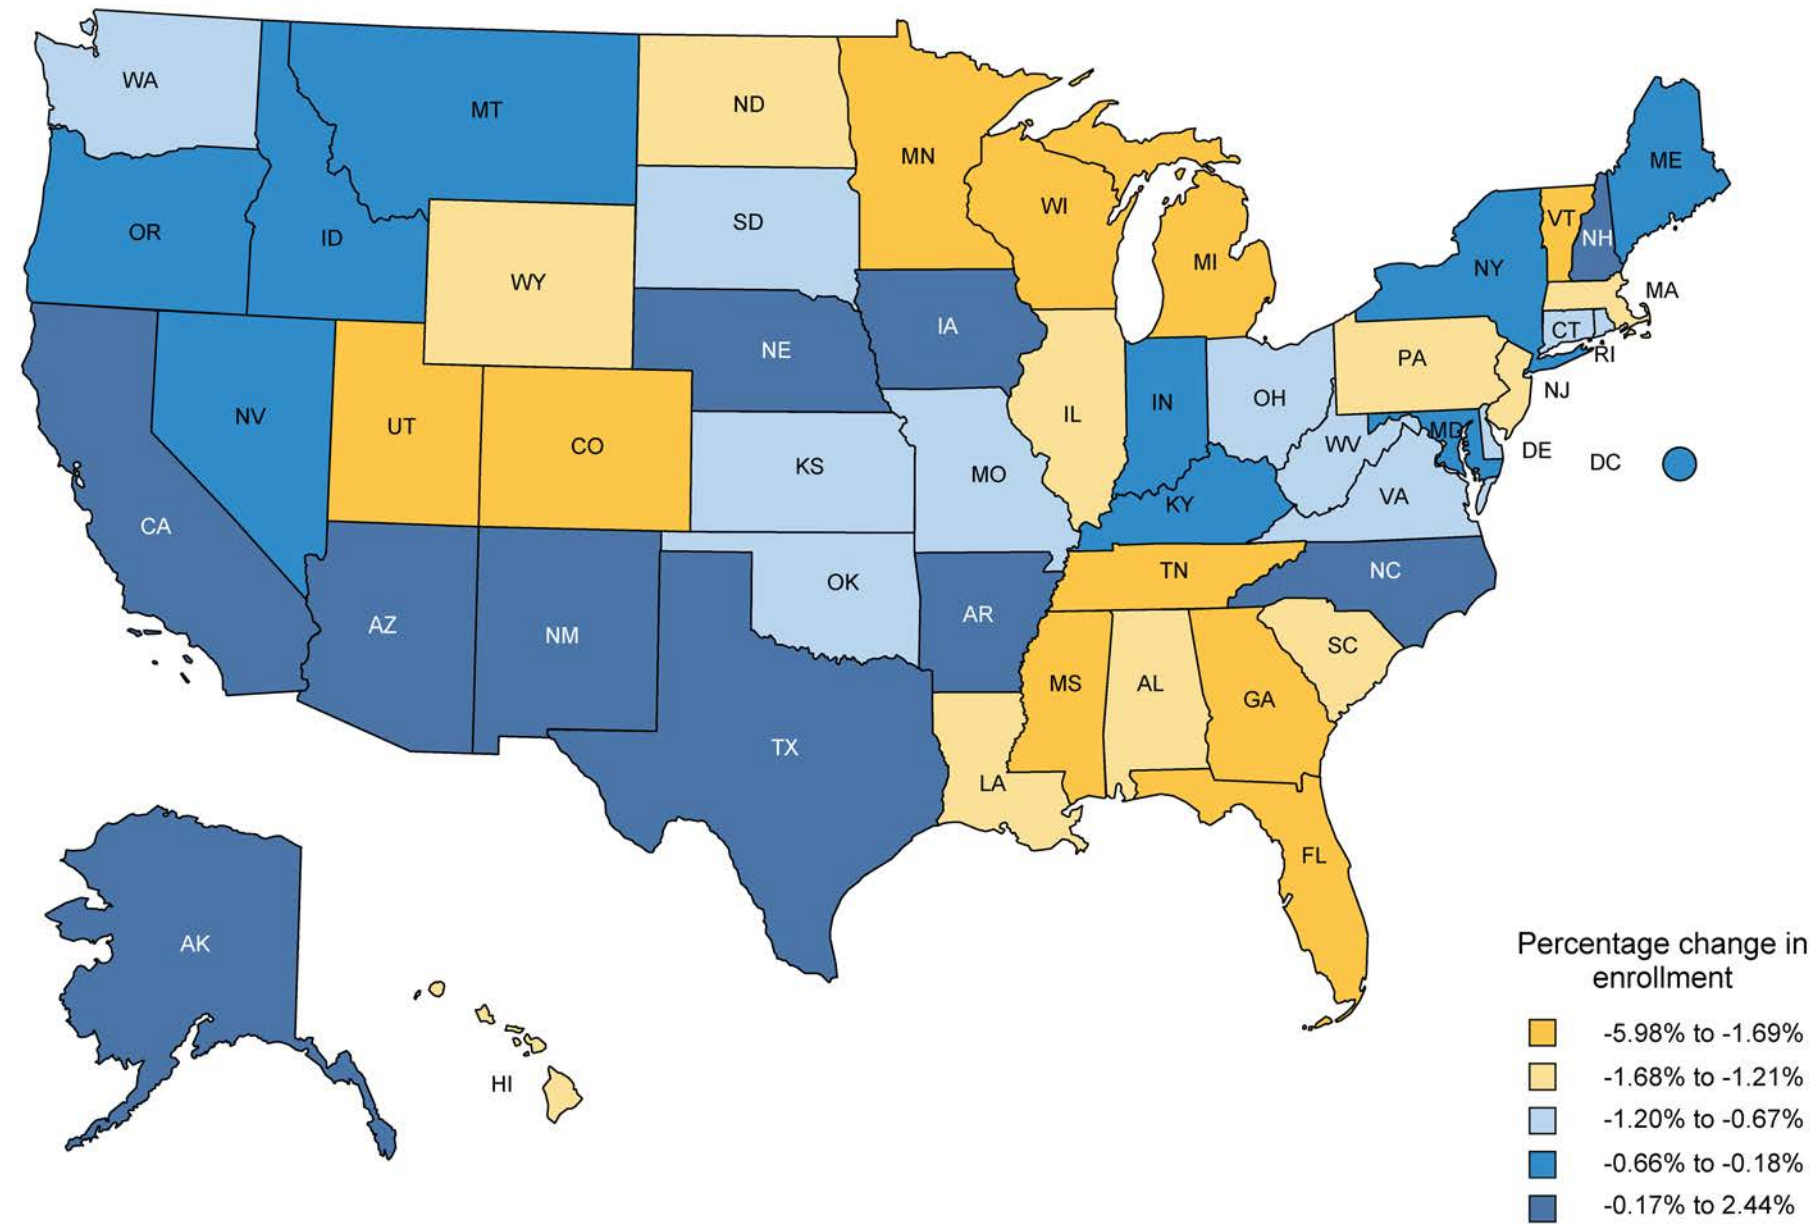 WA
MT
ND
MN
ME
OR
ID
SD
WI
VT
NH
WY
MI
NY
MA
IA
CT
RI
NE
PA
NV
UT
CO
IL
IN
OH
NJ
KS
MO
WV
MD
DE
DC
CA
KY
VA
AZ
NM
OK
AR
TN
NC
MS
AL
GA
SC
TX
LA
FL
AK
HI
Percentage change in
enrollment
-5.98% to -1.69%
-1.68% to -1.21%
-1.20% to -0.67%
-0.66% to -0.18%
-0.17% to 2.44%